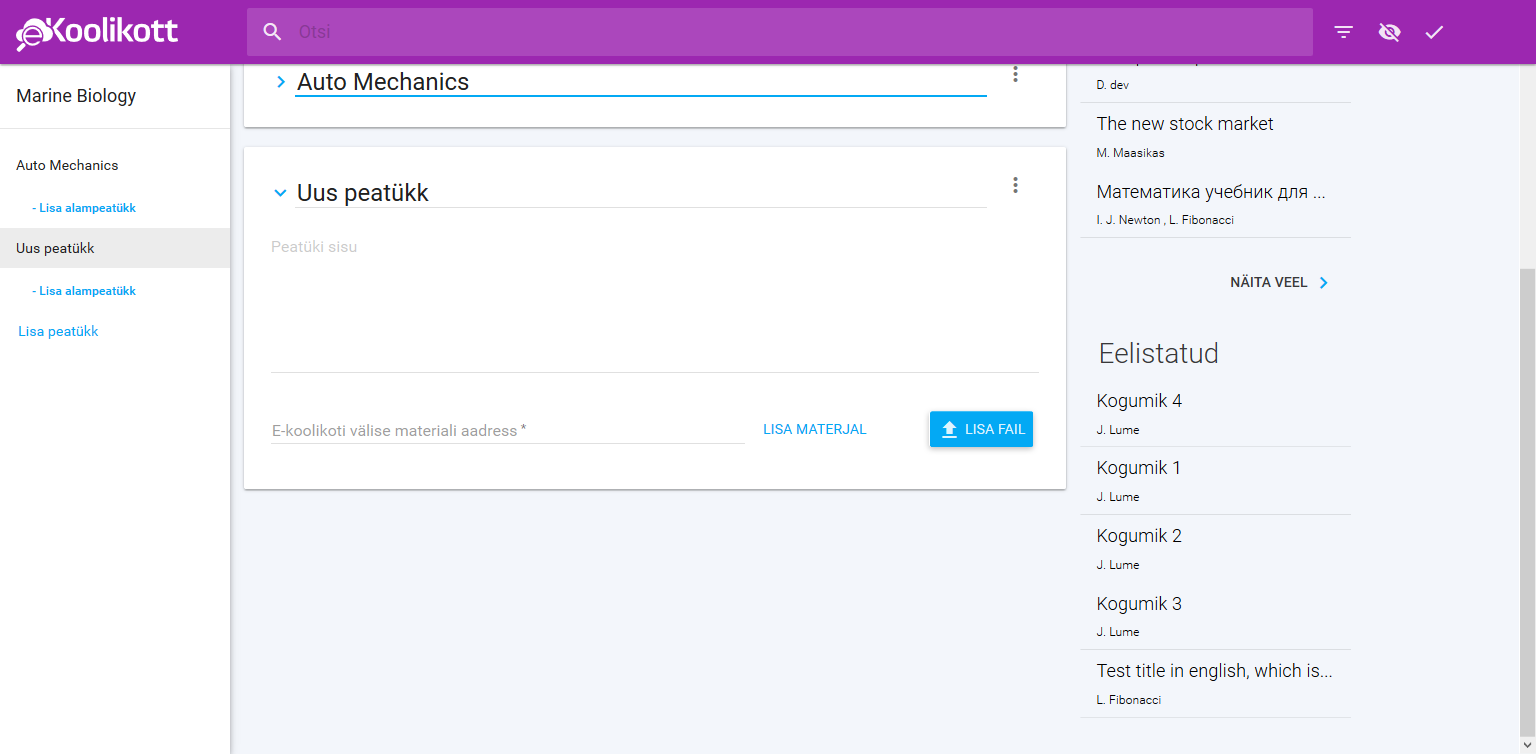 eKoolikott
Otsi
Marine Biology
Auto Mechanics
- Lisa alampeatükk
Uus peatükk
- Lisa alampeatükk
Lisa peatükk
Auto Mechanics
Uus peatükk
Peatüki sisu
E-koolikoti välise materiali aadress *
LISA MATERJAL
LISA FAIL
D. dev
The new stock market
M. Maasikas
Математика учебник для ...
I. J. Newton , L. Fibonacci
NÄITA VEEL
Eelistatud
Kogumik 4
J. Lume
Kogumik 1
J. Lume
Kogumik 2
J. Lume
Kogumik 3
J. Lume
Test title in english, which is...
L. Fibonacci